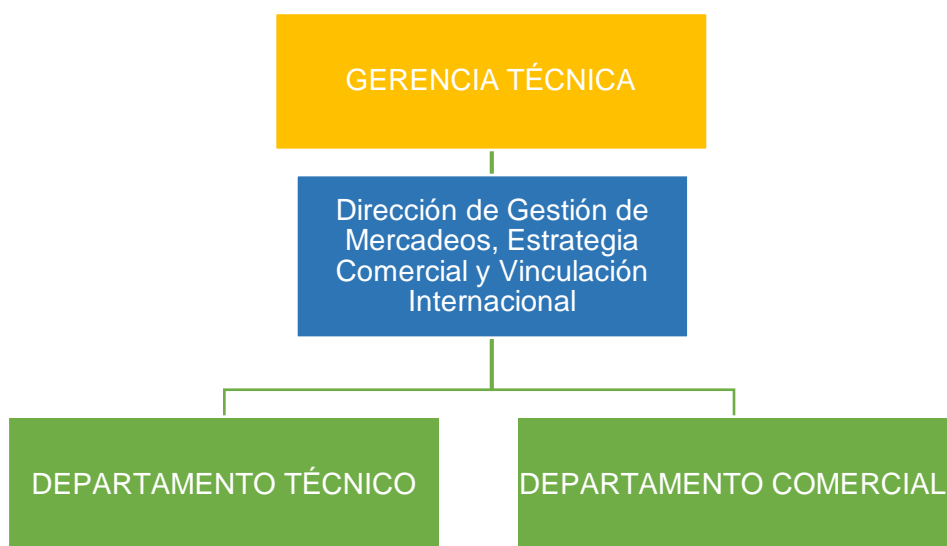 GERENCIA TÉCNICA
Dirección de Gestión de
Mercadeos, Estrategia
Comercial y Vinculación
Internacional
DEPARTAMENTO TÉCNICO
DEPARTAMENTO COMERCIAL